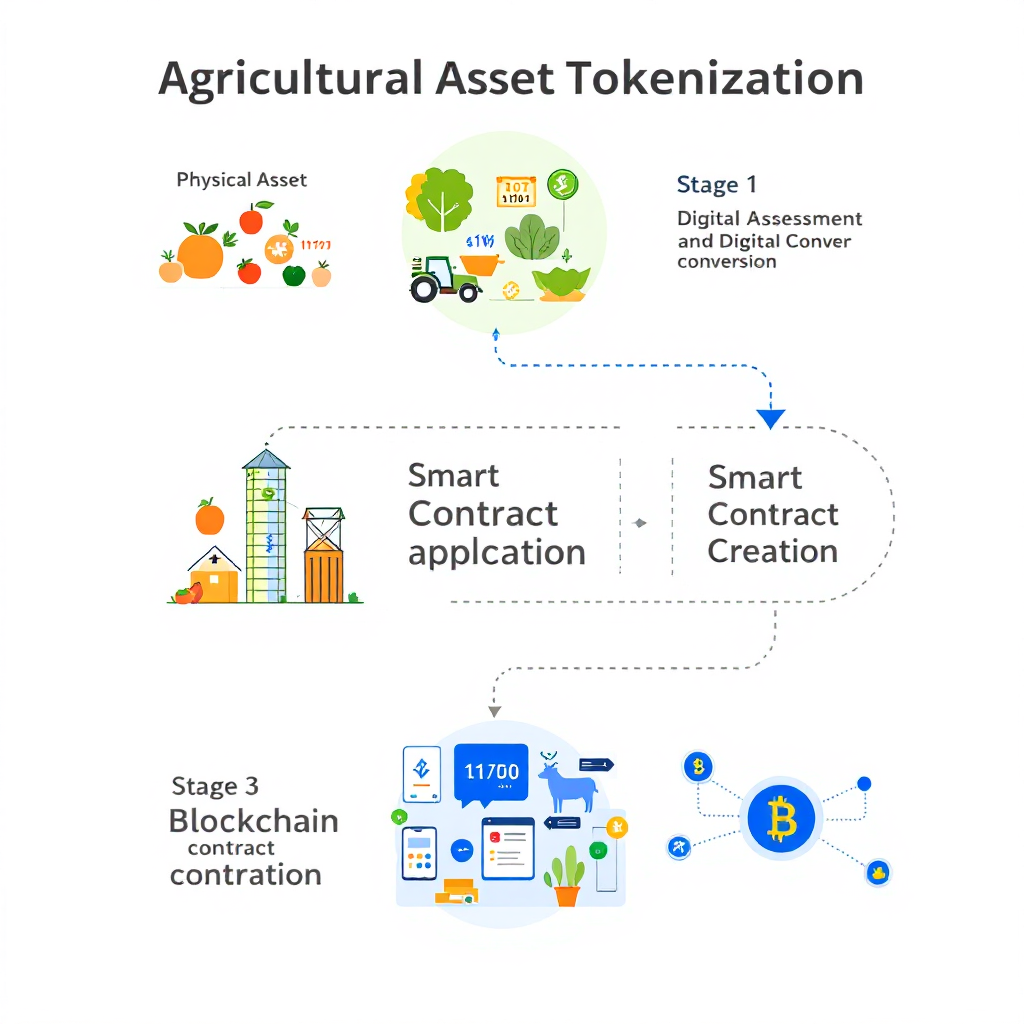 Agricultural Asset Tokenization
Physical Asset
Stage 1
Digital Assessment
and Digital Conver
conversion
Smart
Contract
applcation
Smart
Contract
Creation
Stage 3
Blockchain
contract
contration
11700